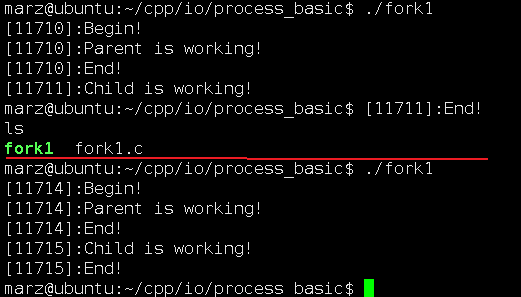 marz@ubuntu:~/cpp/io/process_basic$ ./fork1
[11710]:Begin!
[11710]:Parent is working!
[11710]:End!
[11711]:Child is working!
marz@ubuntu:~/cpp/io/process_basic$ [11711]:End!
ls
fork1  fork1.c
marz@ubuntu:~/cpp/io/process_basic$ ./fork1
[11714]:Begin!
[11714]:Parent is working!
[11714]:End!
[11715]:Child is working!
[11715]:End!
marz@ubuntu:~/cpp/io/process_basic$